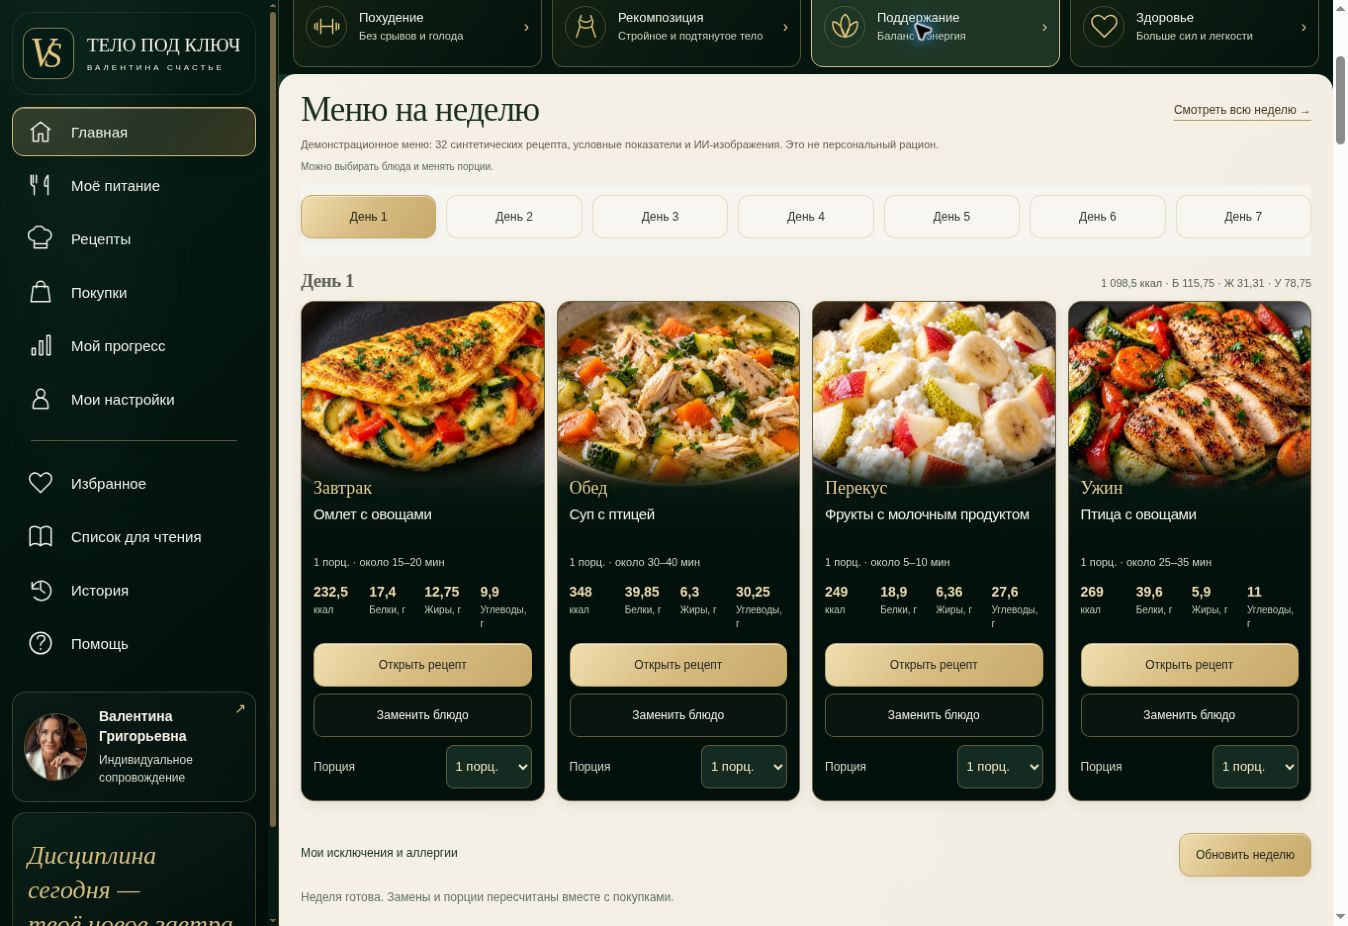 VS
ТЕЛО ПОД КЛЮЧ
ВАЛЕНТИНА СЧАСТЬЕ
Главная
Моё питание
Рецепты
Покупки
Мой прогресс
Мои настройки
Избранное
Список для чтения
История
Помощь
Валентина
Григорьевна
↗
Индивидуальное
сопровождение
Дисциплина
сегодня —
твоё новое завтра
Похудение
Без срывов и голода
›
Рекомпозиция
Стройное и подтянутое тело
›
Поддержание
Баланс энергия
›
Здоровье
Больше сил и легкости
›
Меню на неделю
Смотреть всю неделю →
Демонстрационное меню: 32 синтетических рецепта, условные показатели и ИИ-изображения. Это не персональный рацион.
Можно выбирать блюда и менять порции.
День 1
День 2
День 3
День 4
День 5
День 6
День 7
День 1
1 098,5 ккал · Б 115,75 · Ж 31,31 · У 78,75
Завтрак
Омлет с овощами
1 порц. · около 15–20 мин
232,5 17,4 12,75 9,9
ккал Белки, г Жиры, г Углеводы,
г
Открыть рецепт
Заменить блюдо
Порция 1 порц.
Обед
Суп с птицей
1 порц. · около 30–40 мин
348 39,85 6,3 30,25
ккал Белки, г Жиры, г Углеводы,
г
Открыть рецепт
Заменить блюдо
Порция 1 порц.
Перекус
Фрукты с молочным продуктом
1 порц. · около 5–10 мин
249 18,9 6,36 27,6
ккал Белки, г Жиры, г Углеводы,
г
Открыть рецепт
Заменить блюдо
Порция 1 порц.
Ужин
Птица с овощами
1 порц. · около 25–35 мин
269 39,6 5,9 11
ккал Белки, г Жиры, г Углеводы,
г
Открыть рецепт
Заменить блюдо
Порция 1 порц.
Мои исключения и аллергии
Обновить неделю
Неделя готова. Замены и порции пересчитаны вместе с покупками.